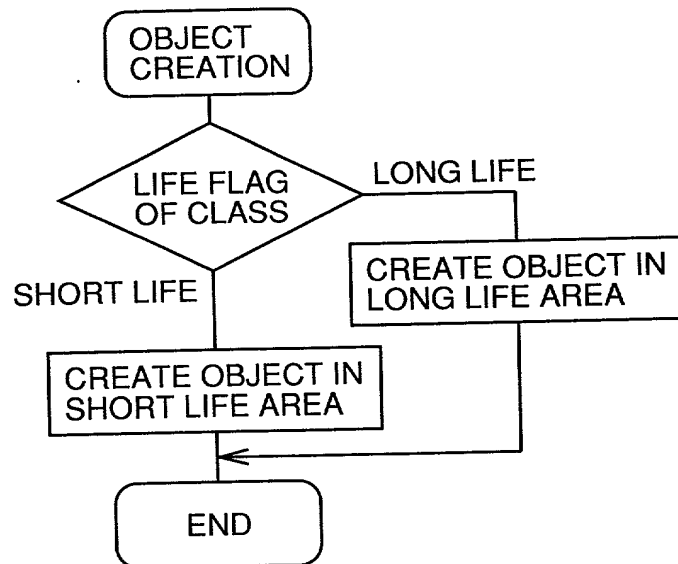 OBJECT
CREATION
LIFE FLAG
OF CLASS
LONG LIFE
CREATE OBJECT IN
LONG LIFE AREA
SHORT LIFE
CREATE OBJECT IN
SHORT LIFE AREA
END